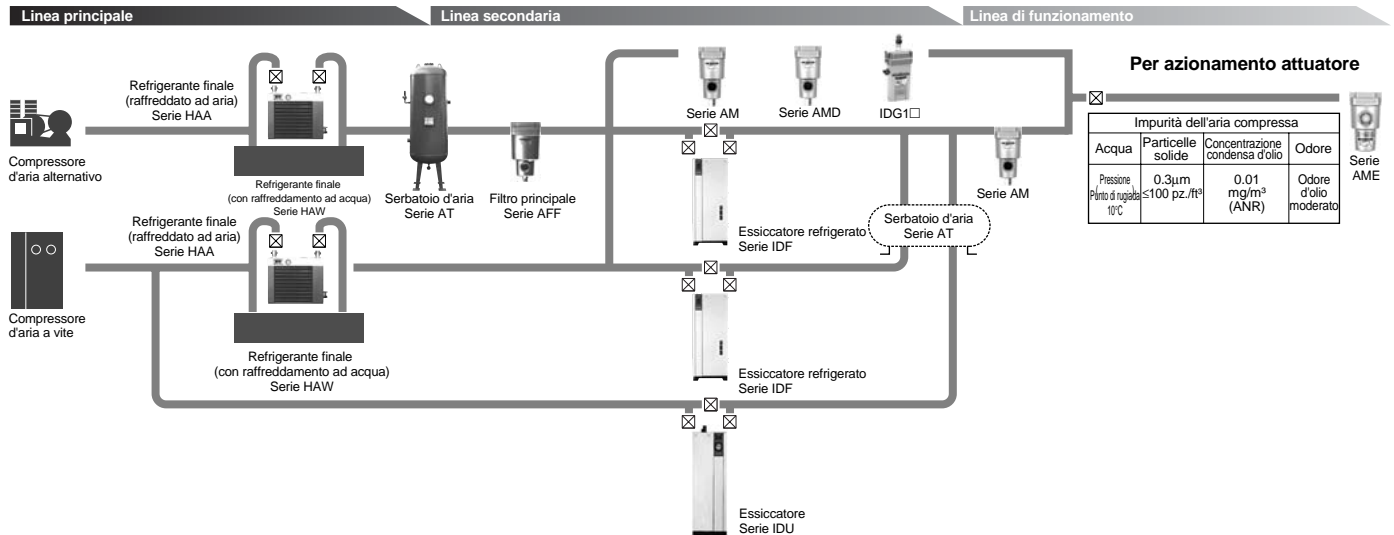 Linea principale
Linea secondaria
Linea di funzionamento
Refrigerante finale
(raffreddato ad aria)
Serie HAA
Compressore
d'aria alternativo
Refrigerante finale
(con raffreddamento ad acqua)
Serie HAW
Serbatoio d'aria
Serie AT
Filtro principale
Serie AFF
Serie AM
Serie AMD
IDG1□
Serie AM
Per azionamento attuatore
Impurità dell'aria compressa
Acqua
Particelle
solide
Concentrazione
condensa d'olio
Odore
Pressione
Punto di rugiada
10°C
0.3µm
≤100 pz./ft³
0.01
mg/m³
(ANR)
Odore
d'olio
moderato
Serie
AME
Refrigerante finale
(raffreddato ad aria)
Serie HAA
Compressore
d'aria a vite
Refrigerante finale
(con raffreddamento ad acqua)
Serie HAW
Essiccatore refrigerato
Serie IDF
Serbatoio d'aria
Serie AT
Essiccatore refrigerato
Serie IDF
Essiccatore
Serie IDU